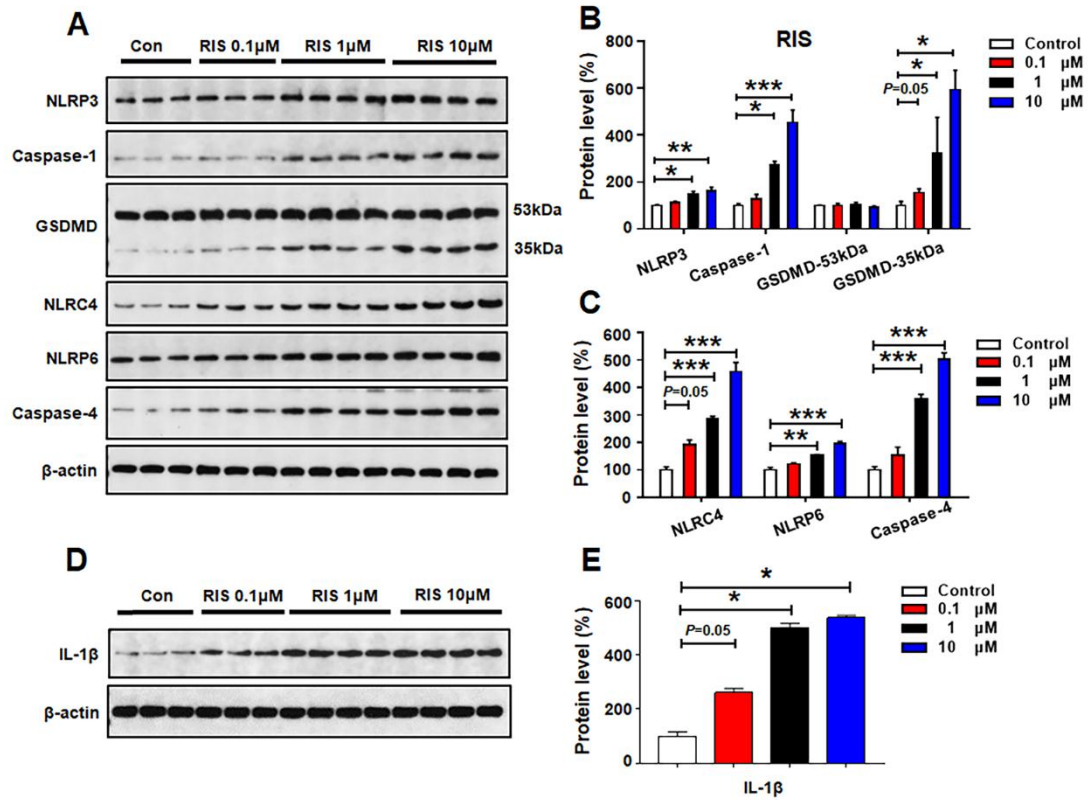 A
Con RIS 0.1µM RIS 1µM RIS 10µM
NLRP3
Caspase-1
GSDMD
53kDa
35kDa
NLRC4
NLRP6
Caspase-4
β-actin
B
RIS
Protein level (%)
800
600
400
200
0
* ** * *** P=0.05 * *
NLRP3 Caspase-1 GSDMD-53kDa GSDMD-35kDa
Control
0.1 µM
1 µM
10 µM
C
Protein level (%)
600
500
400
300
200
100
0
P=0.05 *** *** ** *** *** ***
NLRC4 NLRP6 Caspase-4
Control
0.1 µM
1 µM
10 µM
D
Con RIS 0.1µM RIS 1µM RIS 10µM
IL-1β
β-actin
E
Protein level (%)
600
400
200
0
P=0.05 * *
IL-1β
Control
0.1 µM
1 µM
10 µM